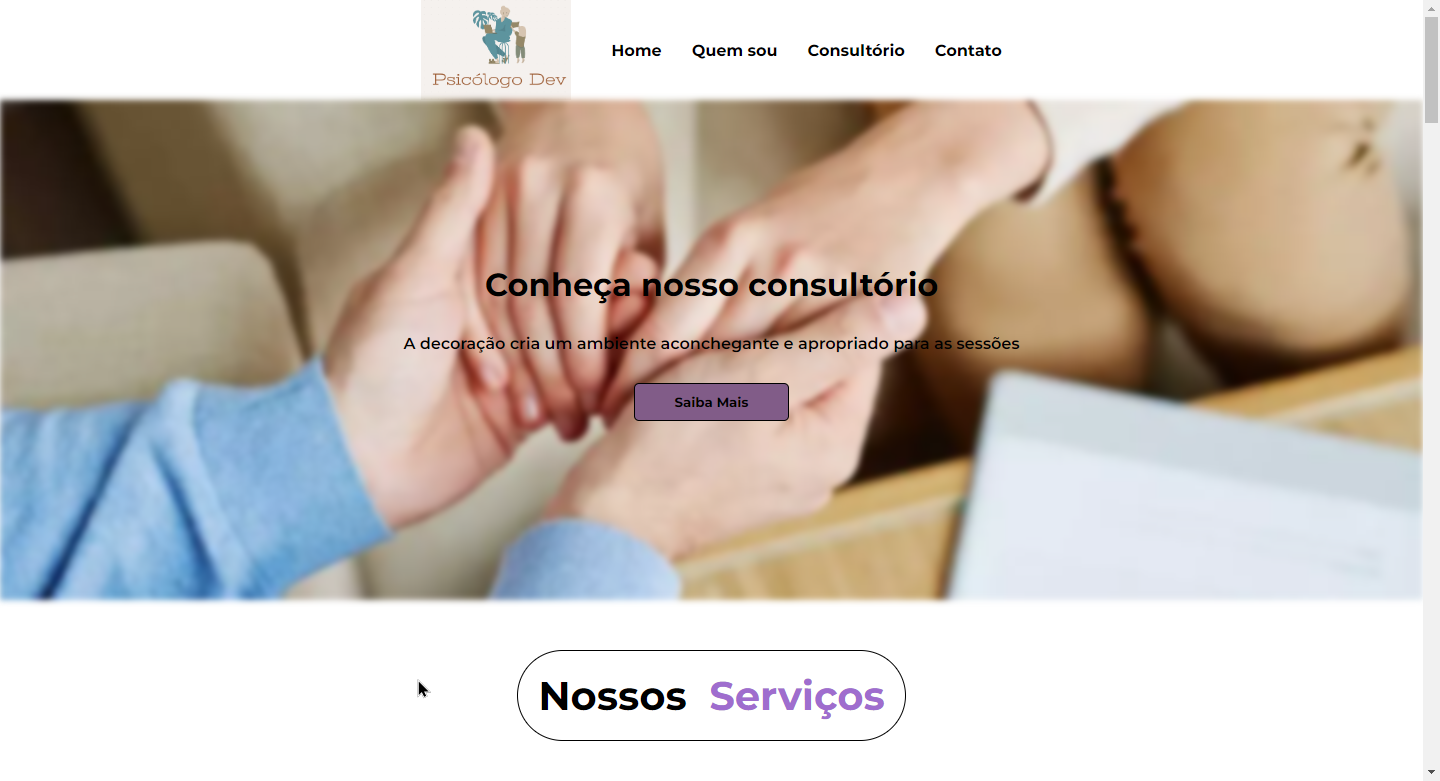 Psicólogo Dev
Home Quem sou Consultório Contato
Conheça nosso consultório
A decoração cria um ambiente aconchegante e apropriado para as sessões
Saiba Mais
Nossos Serviços